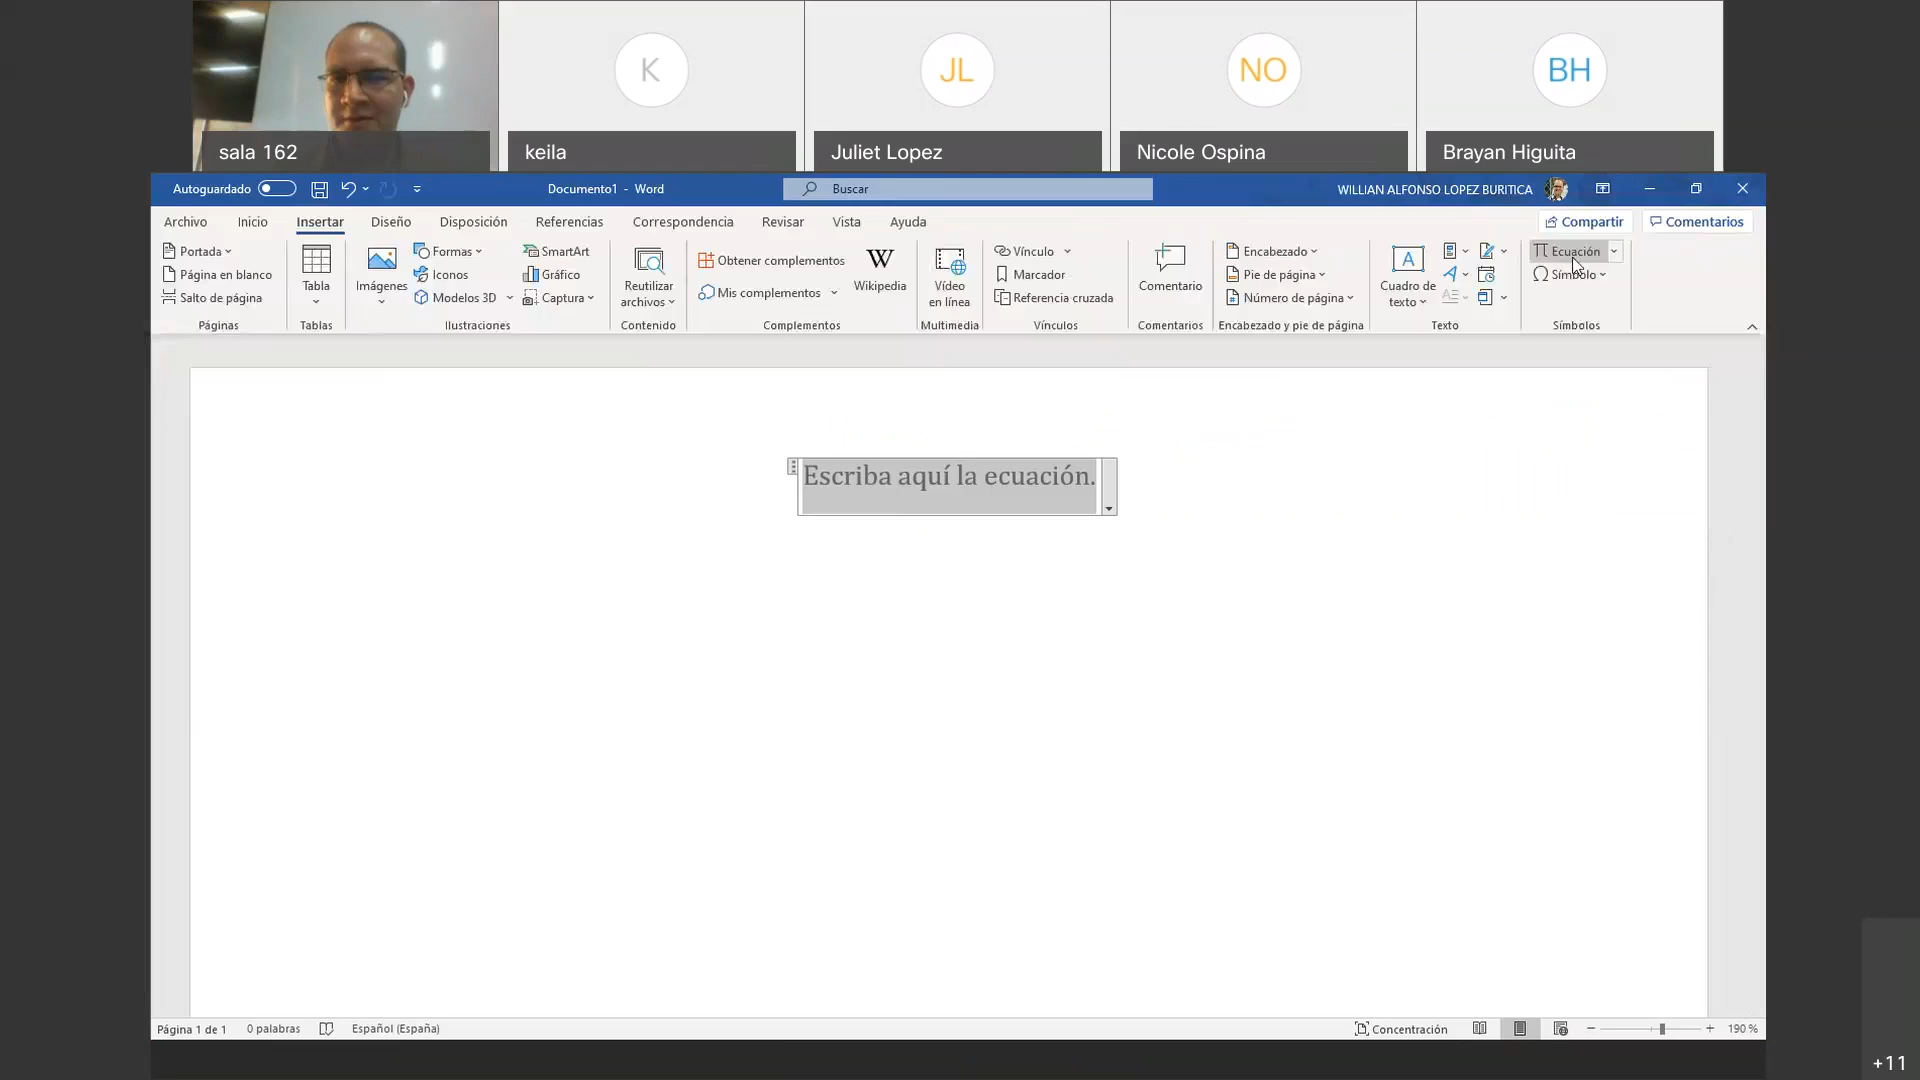 K
JL
NO
BH
sala 162
keila
Juliet Lopez
Nicole Ospina
Brayan Higuita
Autoguardado
Documento1 - Word
Buscar
WILLIAN ALFONSO LOPEZ BURITICA
Archivo Inicio Insertar Diseño Disposición Referencias Correspondencia Revisar Vista Ayuda
Compartir
Comentarios
Portada
Página en blanco
Salto de página
Páginas
Tabla
Tablas
Imágenes
Formas
Iconos
Modelos 3D
SmartArt
Gráfico
Captura
Ilustraciones
Reutilizar
archivos
Contenido
Obtener complementos
Mis complementos
W
Wikipedia
Complementos
Vídeo
en línea
Multimedia
Vínculo
Marcador
Referencia cruzada
Vínculos
Comentario
Comentarios
Encabezado
Pie de página
Número de página
Encabezado y pie de página
A
Cuadro de
texto
Texto
π Ecuación
Ω Símbolo
Símbolos
Escriba aquí la ecuación.
Página 1 de 1
0 palabras
Español (España)
Concentración
190 %
+11